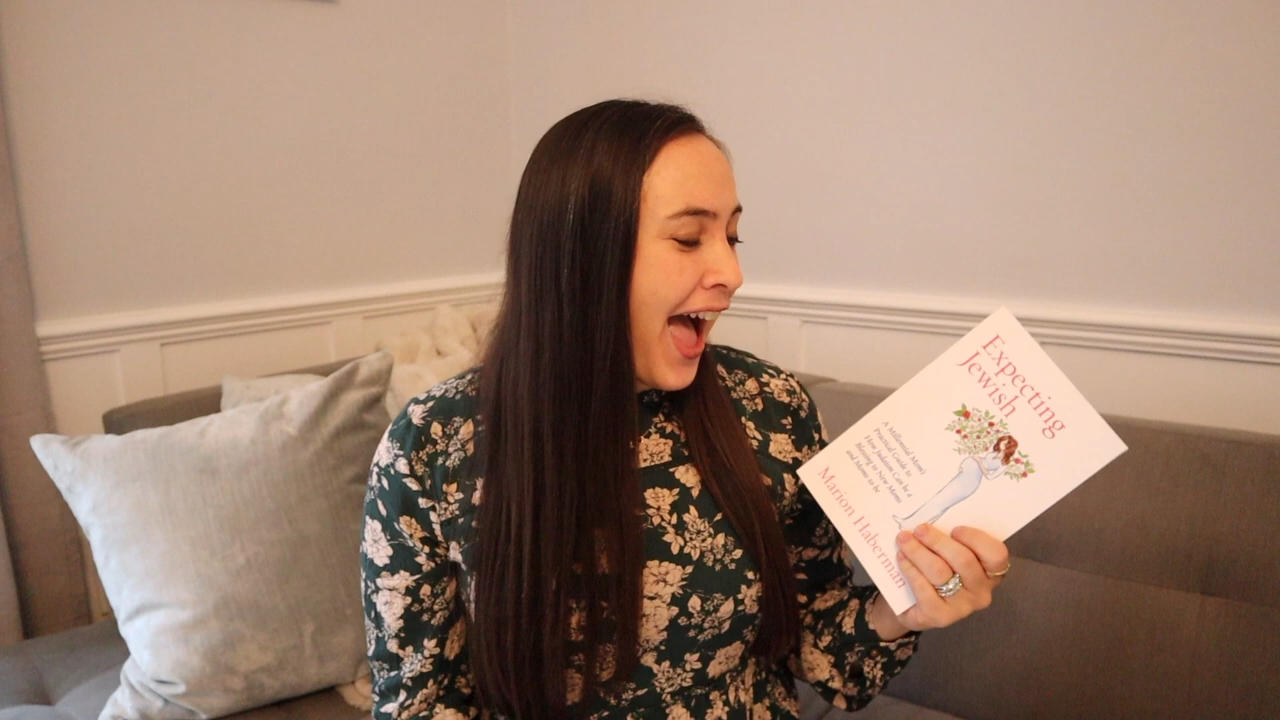 Expecting
Jewish
A Millennial Mom's
Practical Guide to
How Judaism Can be a
Blessing to New Moms
and Moms-to-be
Marion Haberman